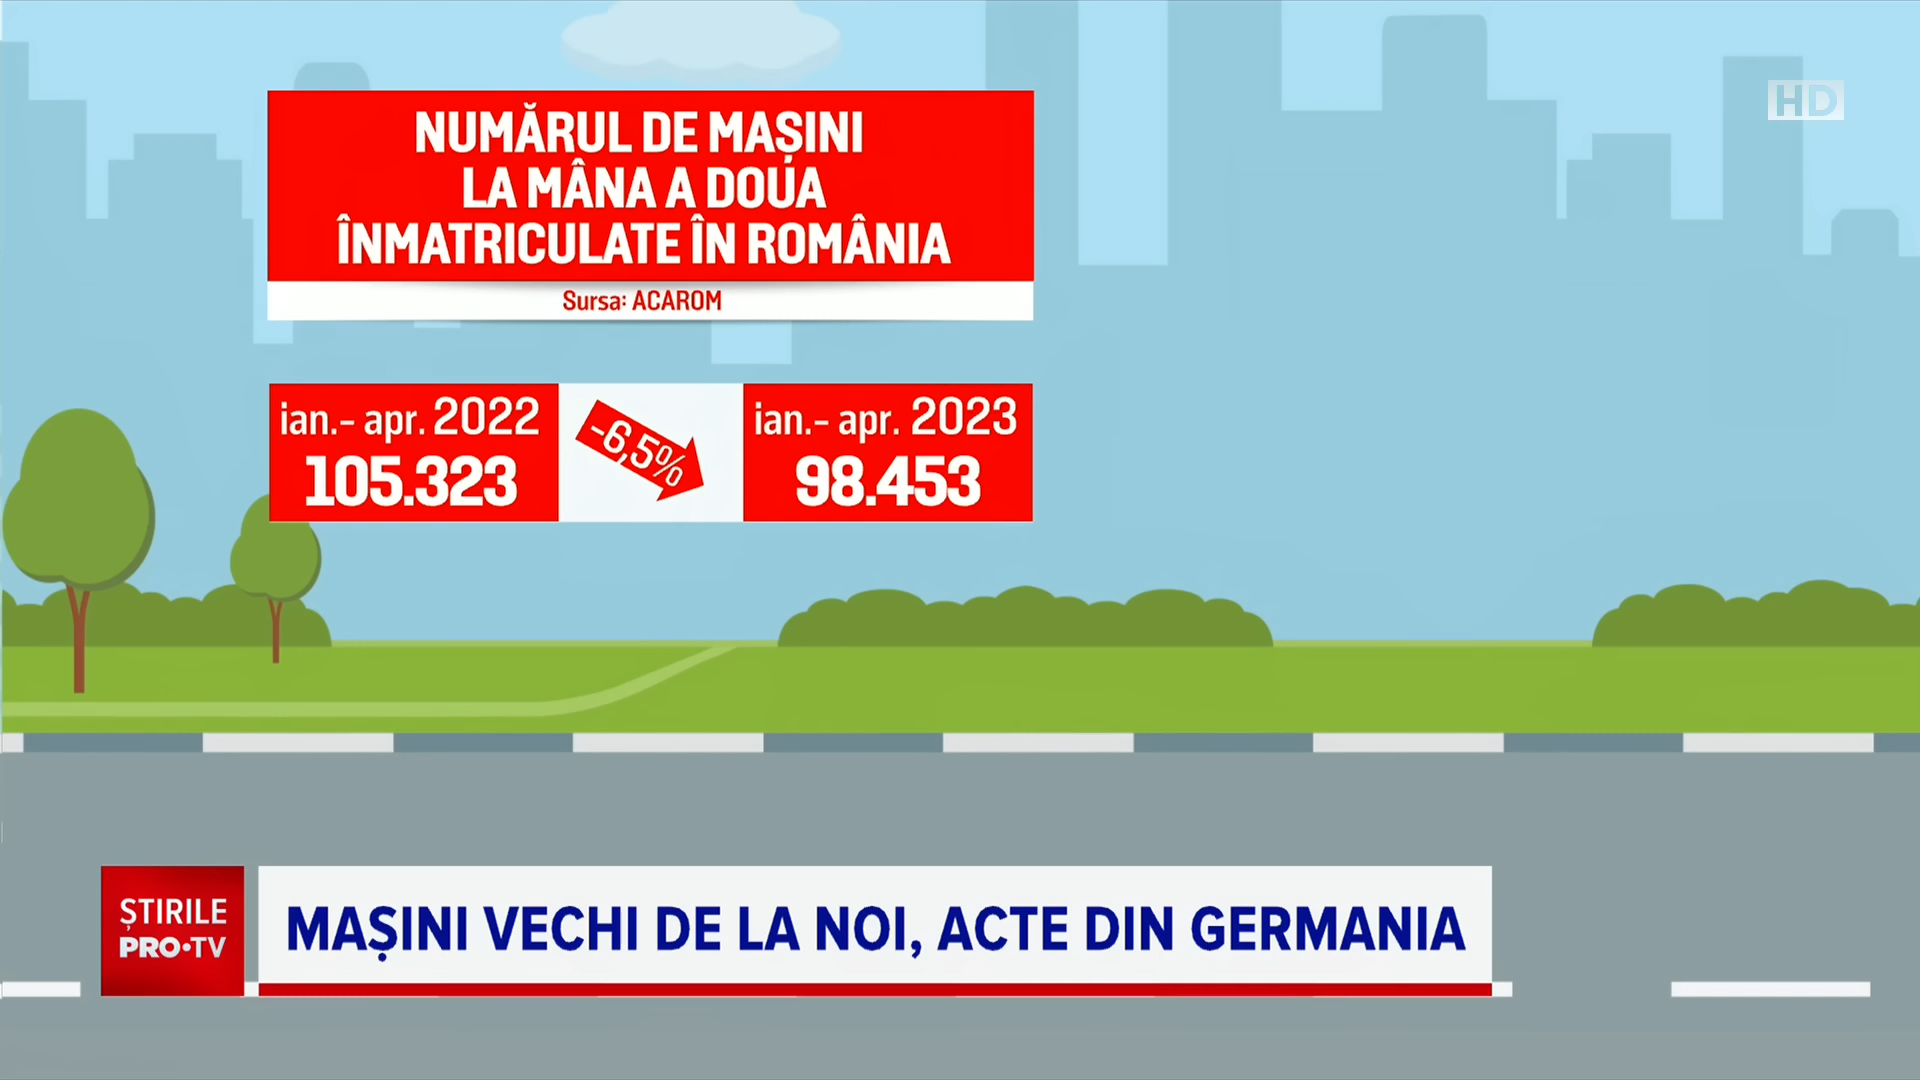 HD
NUMĂRUL DE MAȘINI
LA MÂNA A DOUA
ÎNMATRICULATE ÎN ROMÂNIA
Sursa: ACAROM
ian.- apr. 2022
105.323
-6,5%
ian.- apr. 2023
98.453
ȘTIRILE
PRO•TV
MAȘINI VECHI DE LA NOI, ACTE DIN GERMANIA